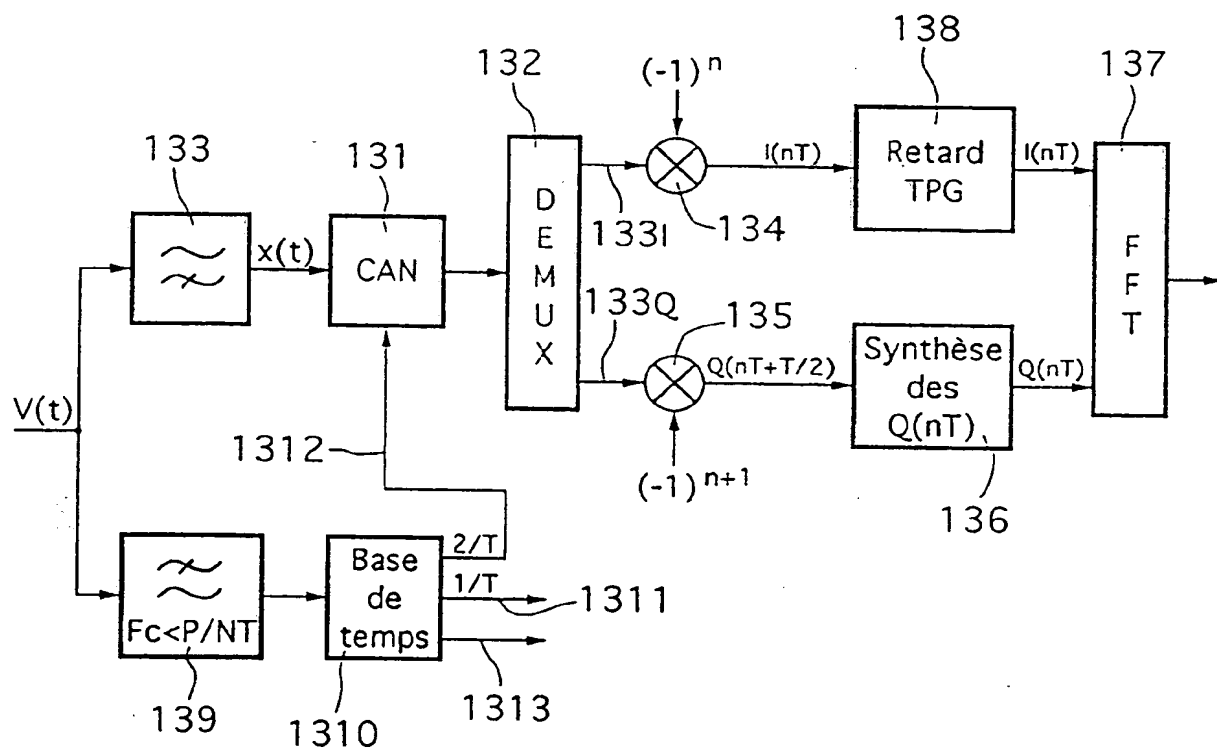 138
(-1)ⁿ
137
132
133
131
I(nT)
Retard
TPG
I(nT)
D
E
M
U
X
133I
134
F
F
T
x(t)
CAN
133Q
135
Q(nT+T/2)
Synthèse
des
Q(nT)
Q(nT)
V(t)
1312
(-1)ⁿ⁺¹
136
2/T
Base
de
temps
1/T
1311
Fc<P/NT
139
1310
1313